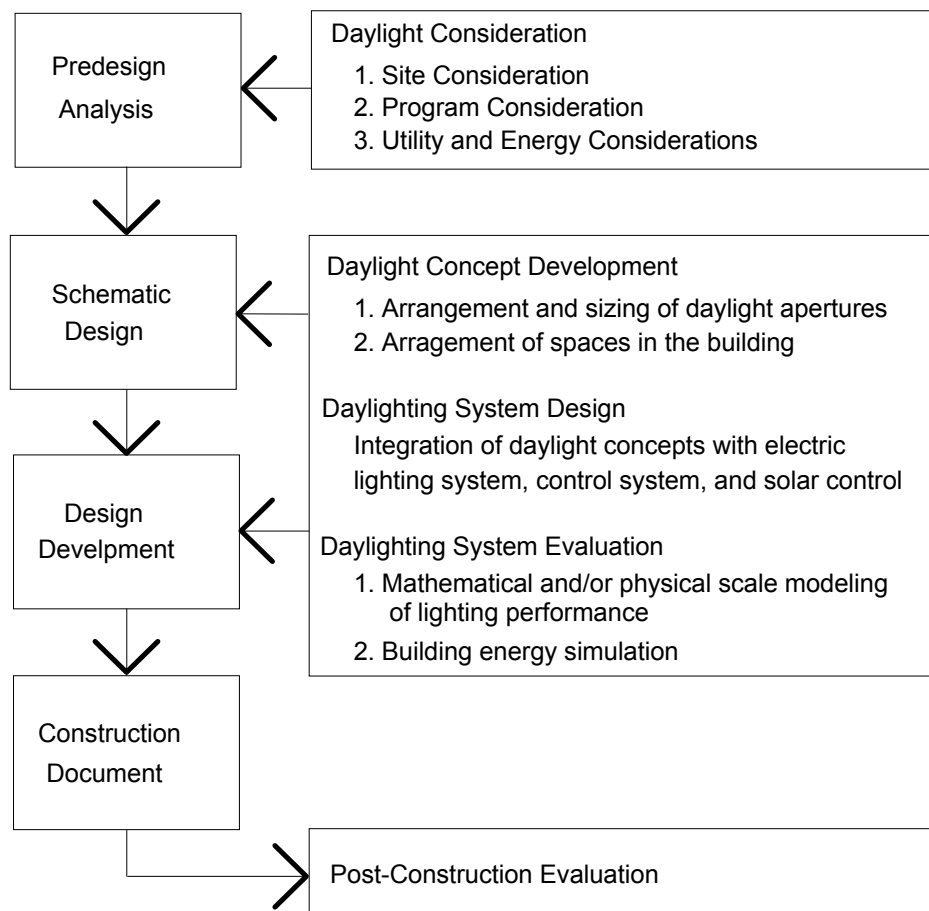 Predesign
Analysis
Daylight Consideration
1. Site Consideration
2. Program Consideration
3. Utility and Energy Considerations
Schematic
Design
Daylight Concept Development
1. Arrangement and sizing of daylight apertures
2. Arragement of spaces in the building
Daylighting System Design
Integration of daylight concepts with electric
lighting system, control system, and solar control
Design
Develpment
Daylighting System Evaluation
1. Mathematical and/or physical scale modeling
of lighting performance
2. Building energy simulation
Construction
Document
Post-Construction Evaluation